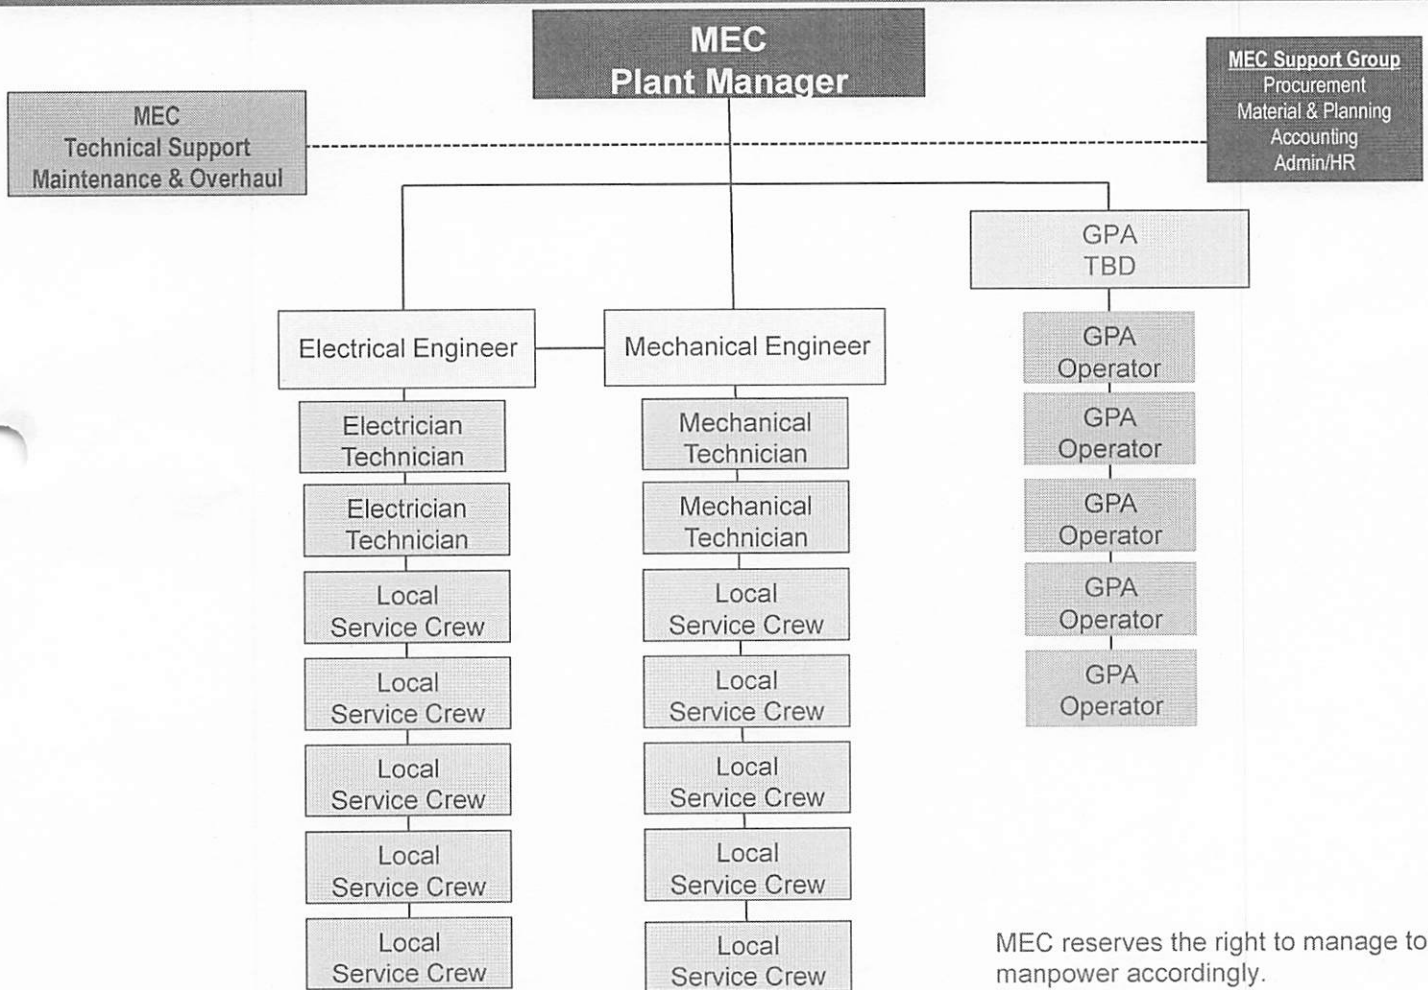 MEC
Plant Manager
MEC Support Group
Procurement
Material & Planning
Accounting
Admin/HR
MEC
Technical Support
Maintenance & Overhaul
GPA
TBD
Electrical Engineer
Mechanical Engineer
GPA
Operator
Electrician
Technician
Mechanical
Technician
GPA
Operator
Electrician
Technician
Mechanical
Technician
GPA
Operator
Local
Service Crew
Local
Service Crew
GPA
Operator
Local
Service Crew
Local
Service Crew
GPA
Operator
Local
Service Crew
Local
Service Crew
Local
Service Crew
Local
Service Crew
Local
Service Crew
Local
Service Crew
MEC reserves the right to manage to
manpower accordingly.